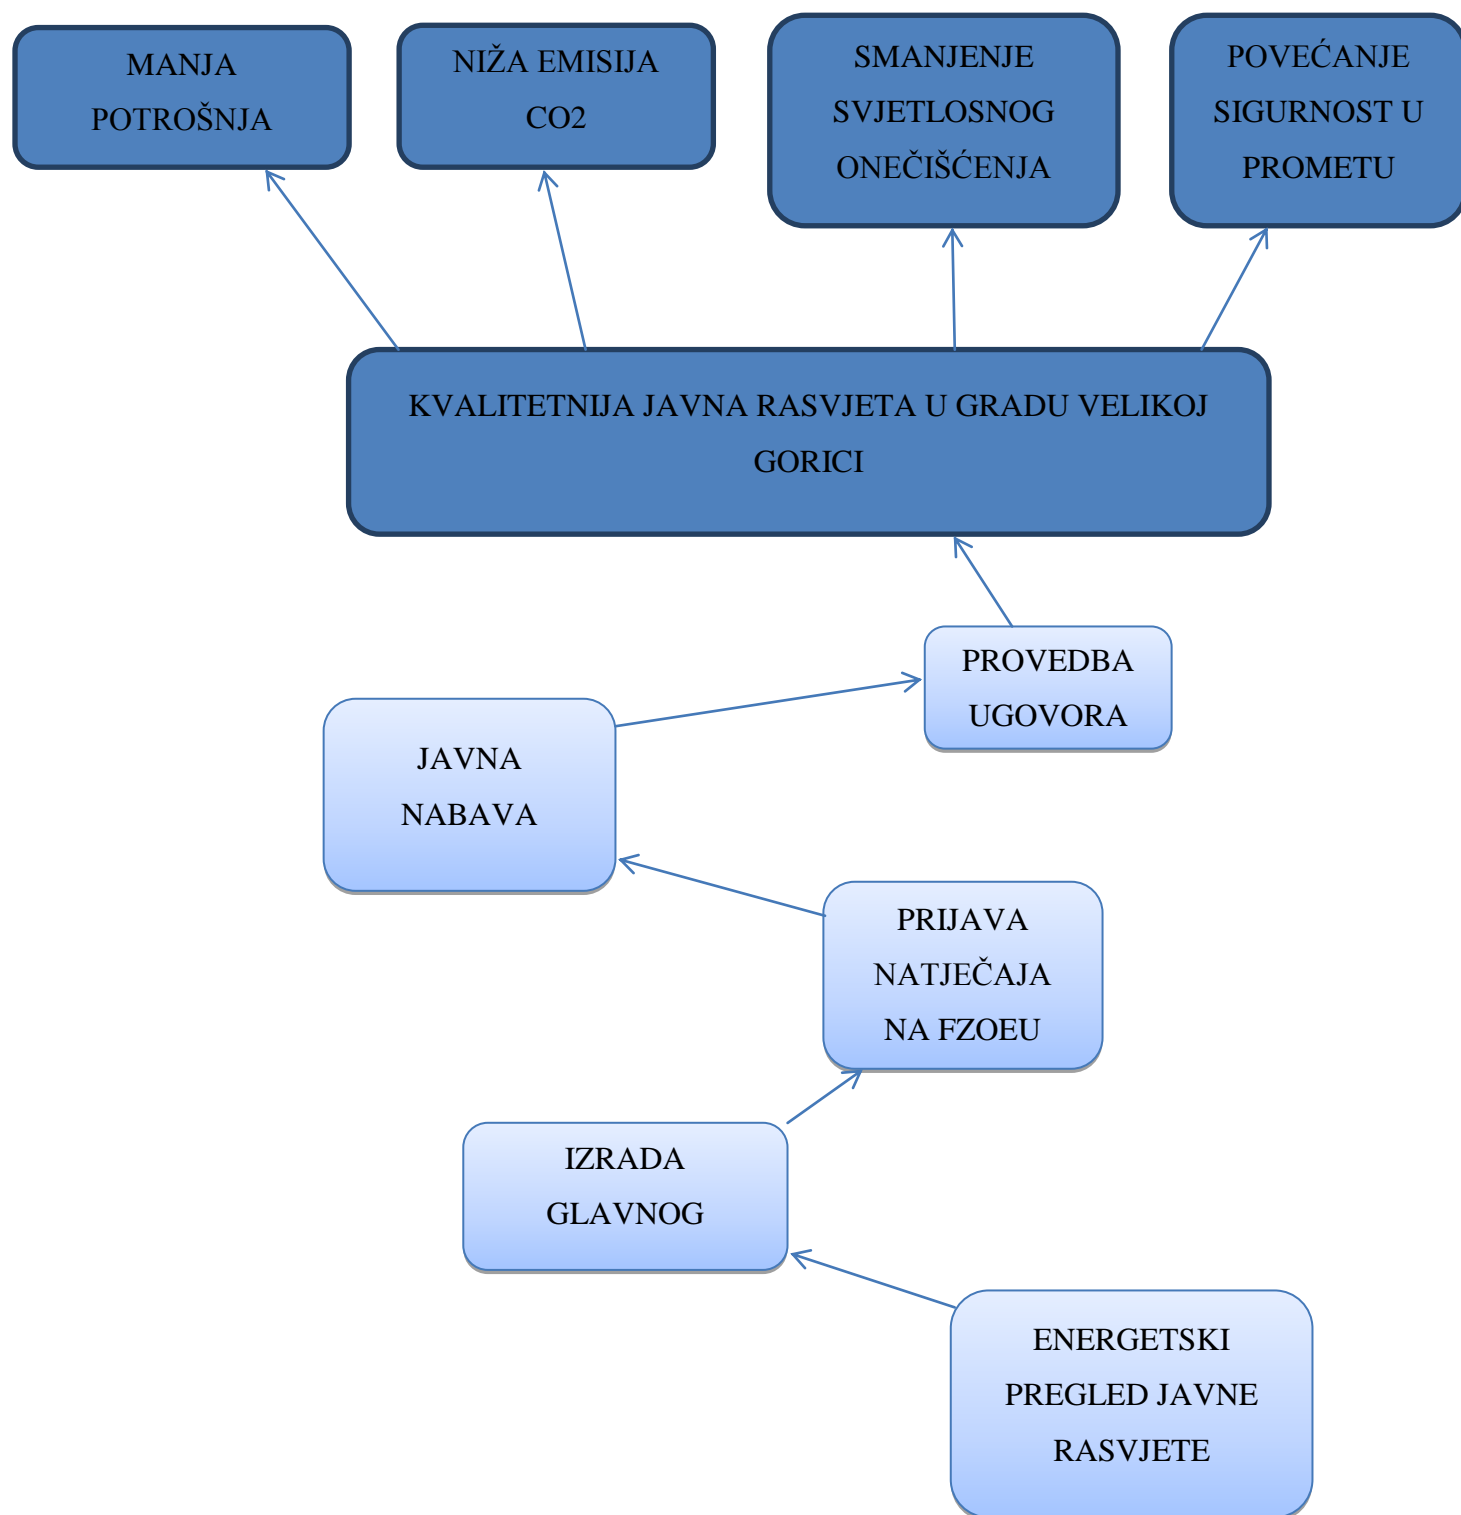 MANJA
POTROŠNJA
NIŽA EMISIJA
CO2
SMANJENJE
SVJETLOSNOG
ONEČIŠĆENJA
POVEĆANJE
SIGURNOST U
PROMETU
KVALITETNIJA JAVNA RASVJETA U GRADU VELIKOJ
GORICI
PROVEDBA
UGOVORA
JAVNA
NABAVA
PRIJAVA
NATJEČAJA
NA FZOEU
IZRADA
GLAVNOG
ENERGETSKI
PREGLED JAVNE
RASVJETE